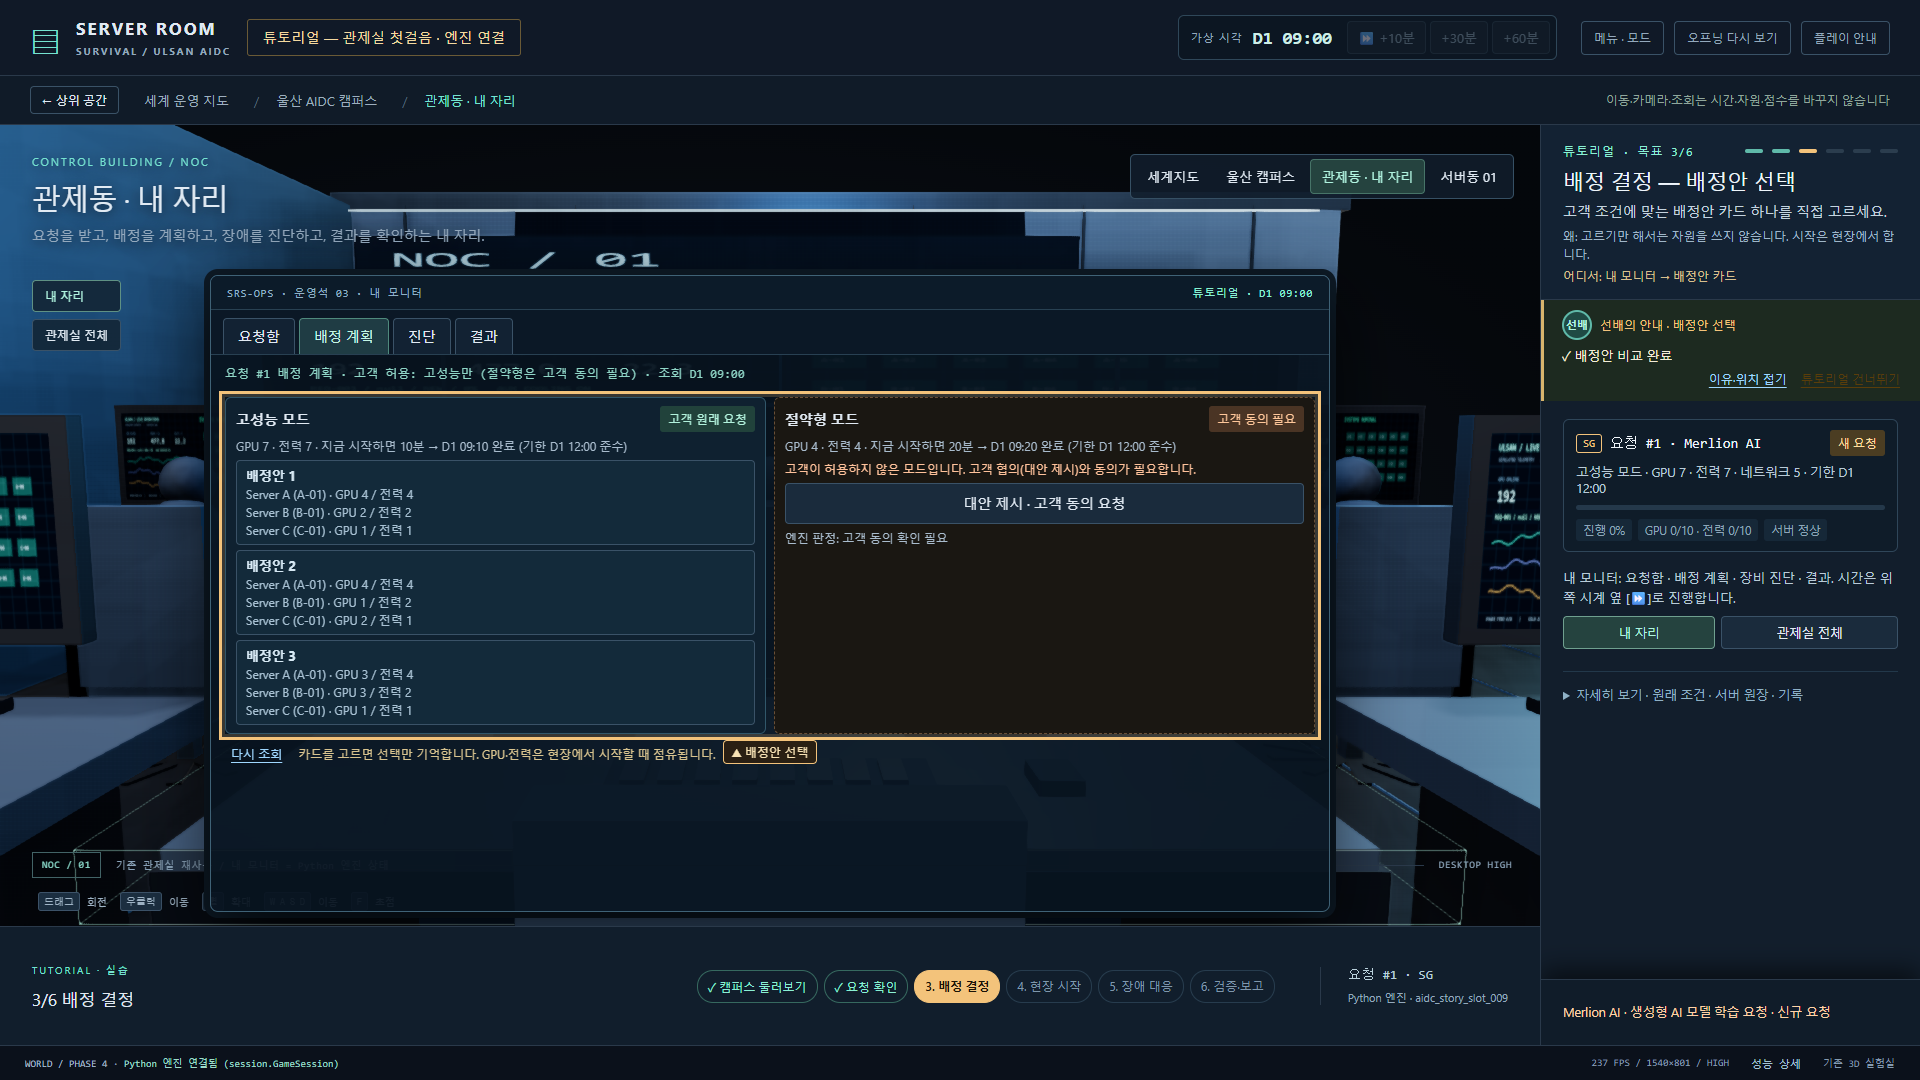 SERVER ROOM
SURVIVAL / ULSAN AIDC
튜토리얼 — 관제실 첫걸음 · 엔진 연결
가상 시각 D1 09:00 ⏩ +10분 +30분 +60분
메뉴 · 모드
오프닝 다시 보기
플레이 안내
← 상위 공간
세계 운영 지도 / 울산 AIDC 캠퍼스 / 관제동 · 내 자리
이동·카메라·조회는 시간·자원·점수를 바꾸지 않습니다
CONTROL BUILDING / NOC
관제동 · 내 자리
요청을 받고, 배정을 계획하고, 장애를 진단하고, 결과를 확인하는 내 자리.
세계지도 울산 캠퍼스 관제동 · 내 자리 서버동 01
내 자리
관제실 전체
NOC / 01
SRS-OPS · 운영석 03 · 내 모니터
튜토리얼 · D1 09:00
요청함 배정 계획 진단 결과
요청 #1 배정 계획 · 고객 허용: 고성능만 (절약형은 고객 동의 필요) · 조회 D1 09:00
고성능 모드 고객 원래 요청
GPU 7 · 전력 7 · 지금 시작하면 10분 → D1 09:10 완료 (기한 D1 12:00 준수)
배정안 1
Server A (A-01) · GPU 4 / 전력 4
Server B (B-01) · GPU 2 / 전력 2
Server C (C-01) · GPU 1 / 전력 1
배정안 2
Server A (A-01) · GPU 4 / 전력 4
Server B (B-01) · GPU 1 / 전력 2
Server C (C-01) · GPU 2 / 전력 1
배정안 3
Server A (A-01) · GPU 3 / 전력 4
Server B (B-01) · GPU 3 / 전력 2
Server C (C-01) · GPU 1 / 전력 1
절약형 모드 고객 동의 필요
GPU 4 · 전력 4 · 지금 시작하면 20분 → D1 09:20 완료 (기한 D1 12:00 준수)
고객이 허용하지 않은 모드입니다. 고객 협의(대안 제시)와 동의가 필요합니다.
대안 제시 · 고객 동의 요청
엔진 판정: 고객 동의 확인 필요
다시 조회 카드를 고르면 선택만 기억합니다. GPU·전력은 현장에서 시작할 때 점유됩니다. ▲ 배정안 선택
NOC / 01 기존 관제실 재사
DESKTOP HIGH
드래그 회전 우클릭 이동
튜토리얼 · 목표 3/6
배정 결정 — 배정안 선택
고객 조건에 맞는 배정안 카드 하나를 직접 고르세요.
왜: 고르기만 해서는 자원을 쓰지 않습니다. 시작은 현장에서 합
니다.
어디서: 내 모니터 → 배정안 카드
선배 선배의 안내 · 배정안 선택
✓ 배정안 비교 완료
이유·위치 접기 튜토리얼 건너뛰기
SG 요청 #1 · Merlion AI 새 요청
고성능 모드 · GPU 7 · 전력 7 · 네트워크 5 · 기한 D1
12:00
진행 0% GPU 0/10 · 전력 0/10 서버 정상
내 모니터: 요청함 · 배정 계획 · 장비 진단 · 결과. 시간은 위
쪽 시계 옆 [⏩]로 진행합니다.
내 자리 관제실 전체
▶ 자세히 보기 · 원래 조건 · 서버 원장 · 기록
Merlion AI · 생성형 AI 모델 학습 요청 · 신규 요청
192
TUTORIAL · 실습
3/6 배정 결정
✓ 캠퍼스 둘러보기 ✓ 요청 확인 3. 배정 결정 4. 현장 시작 5. 장애 대응 6. 검증·보고
요청 #1 · SG
Python 엔진 · aidc_story_slot_009
WORLD / PHASE 4 · Python 엔진 연결됨 (session.GameSession)
237 FPS / 1540×801 / HIGH 성능 상세 기존 3D 실험실